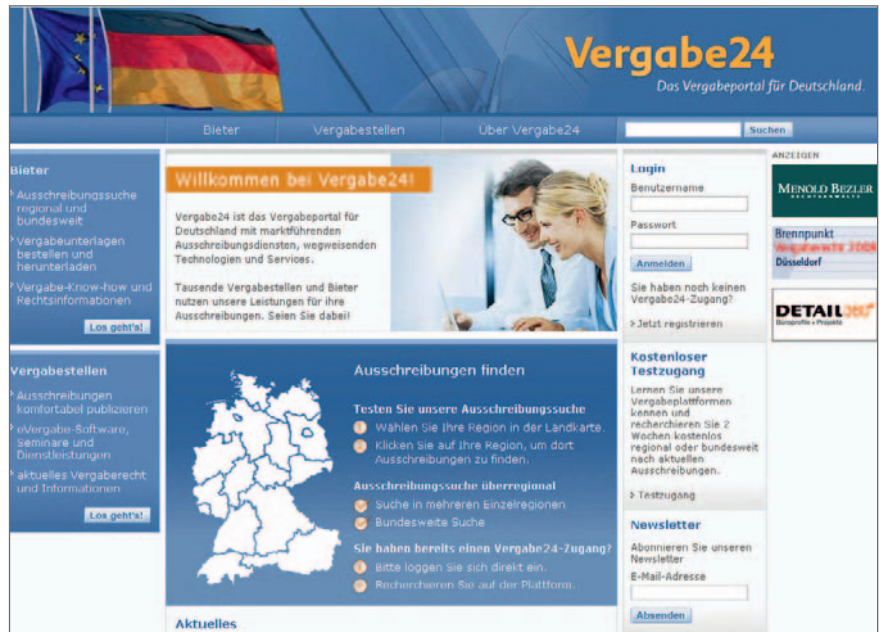 Vergabe24
Das Vergabeportal für Deutschland.
Bieter
Vergabestellen
Über Vergabe24
Suchen
Bieter
Ausschreibungssuche
regional und
bundesweit
Vergabeunterlagen
bestellen und
herunterladen
Vergabe-Know-how und
Rechtsinformationen
Los geht's!
Vergabestellen
Ausschreibungen
komfortabel publizieren
eVergabe-Software,
Seminare und
Dienstleistungen
aktuelles Vergaberecht
und Informationen
Los geht's!
Willkommen bei Vergabe24!
Vergabe24 ist das Vergabeportal für
Deutschland mit marktführenden
Ausschreibungsdiensten, wegweisenden
Technologien und Services.
Tausende Vergabestellen und Bieter
nutzen unsere Leistungen für ihre
Ausschreibungen. Seien Sie dabei!
Ausschreibungen finden
Testen Sie unsere Ausschreibungssuche
Wählen Sie Ihre Region in der Landkarte.
Klicken Sie auf Ihre Region, um dort
Ausschreibungen zu finden.
Ausschreibungssuche überregional
Suche in mehreren Einzelregionen
Bundesweite Suche
Sie haben bereits einen Vergabe24-Zugang?
Bitte loggen Sie sich direkt ein.
Recherchieren Sie auf der Plattform.
Aktuelles
Login
Benutzername
Passwort
Anmelden
Sie haben noch keinen
Vergabe24-Zugang?
Jetzt registrieren
Kostenloser
Testzugang
Lernen Sie unsere
Vergabeplattformen
kennen und
recherchieren Sie 2
Wochen kostenlos
regional oder bundesweit
nach aktuellen
Ausschreibungen.
Testzugang
Newsletter
Abonnieren Sie unseren
Newsletter
E-Mail-Adresse
Absenden
ANZEIGEN
MENOLD BEZLER
RECHTSANWÄLTE
Brennpunkt
Vergaberecht 2008
Düsseldorf
DETAIL
Büroprofile + Projekte